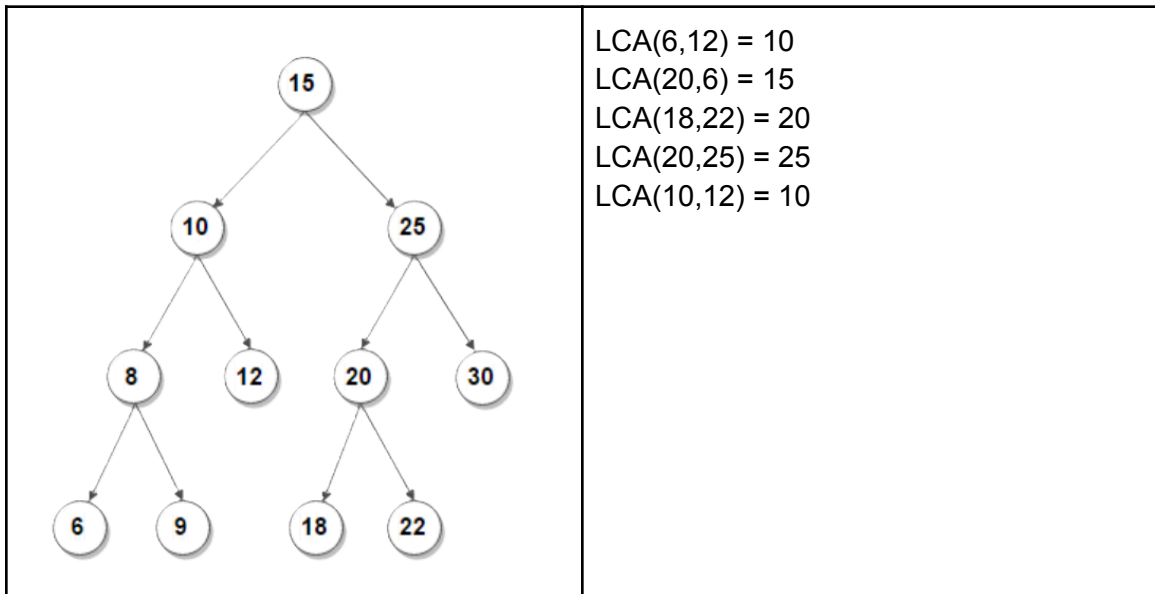 15
10 25
8 12 20 30
6 9 18 22
LCA(6,12) = 10
LCA(20,6) = 15
LCA(18,22) = 20
LCA(20,25) = 25
LCA(10,12) = 10